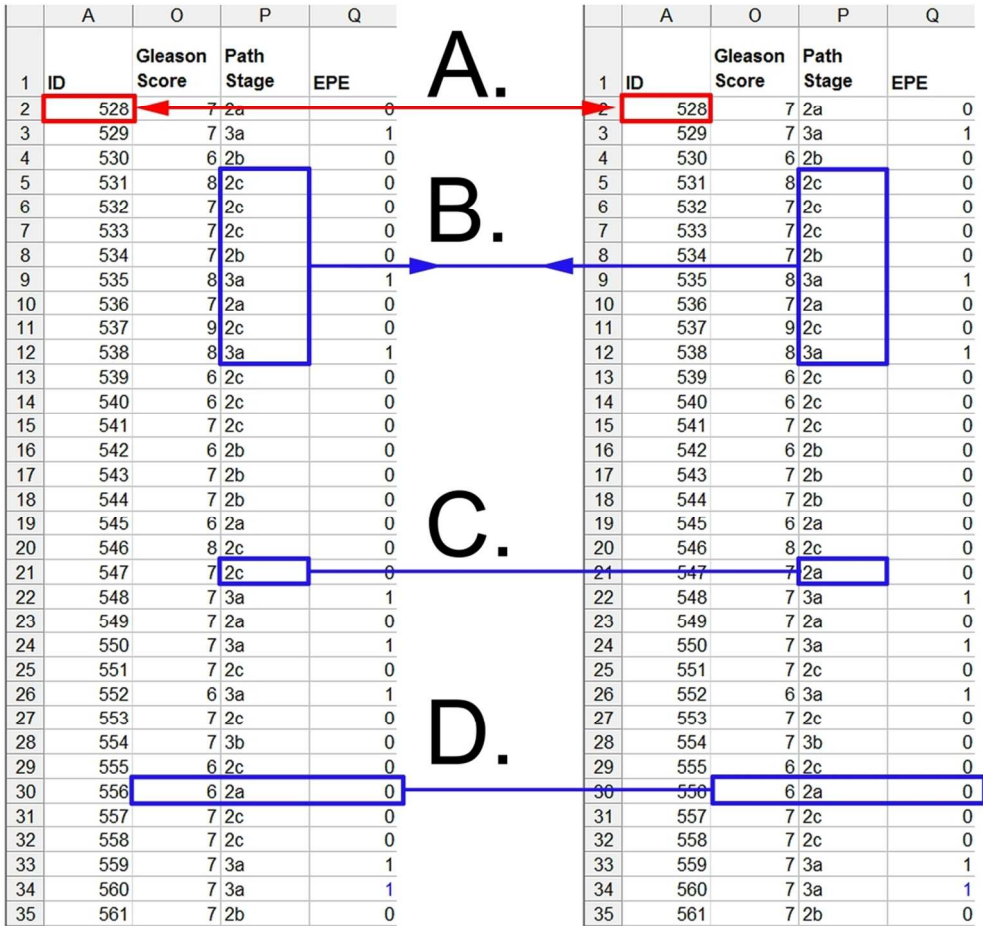 A O P Q A O P Q
1 ID Gleason Score Path Stage EPE 1 ID Gleason Score Path Stage EPE
A.
2 528 7 2a 0 2 528 7 2a 0
3 529 7 3a 1 3 529 7 3a 1
4 530 6 2b 0 4 530 6 2b 0
5 531 8 2c 0 5 531 8 2c 0
6 532 7 2c 0 6 532 7 2c 0
7 533 7 2c 0 7 533 7 2c 0
B.
8 534 7 2b 0 8 534 7 2b 0
9 535 8 3a 1 9 535 8 3a 1
10 536 7 2a 0 10 536 7 2a 0
11 537 9 2c 0 11 537 9 2c 0
12 538 8 3a 1 12 538 8 3a 1
13 539 6 2c 0 13 539 6 2c 0
14 540 6 2c 0 14 540 6 2c 0
15 541 7 2c 0 15 541 7 2c 0
16 542 6 2b 0 16 542 6 2b 0
17 543 7 2b 0 17 543 7 2b 0
18 544 7 2b 0 18 544 7 2b 0
19 545 6 2a 0 19 545 6 2a 0
C.
20 546 8 2c 0 20 546 8 2c 0
21 547 7 2c 0 21 547 7 2a 0
22 548 7 3a 1 22 548 7 3a 1
23 549 7 2a 0 23 549 7 2a 0
24 550 7 3a 1 24 550 7 3a 1
25 551 7 2c 0 25 551 7 2c 0
26 552 6 3a 1 26 552 6 3a 1
27 553 7 2c 0 27 553 7 2c 0
D.
28 554 7 3b 0 28 554 7 3b 0
29 555 6 2c 0 29 555 6 2c 0
30 556 6 2a 0 30 556 6 2a 0
31 557 7 2c 0 31 557 7 2c 0
32 558 7 2c 0 32 558 7 2c 0
33 559 7 3a 1 33 559 7 3a 1
34 560 7 3a 1 34 560 7 3a 1
35 561 7 2b 0 35 561 7 2b 0